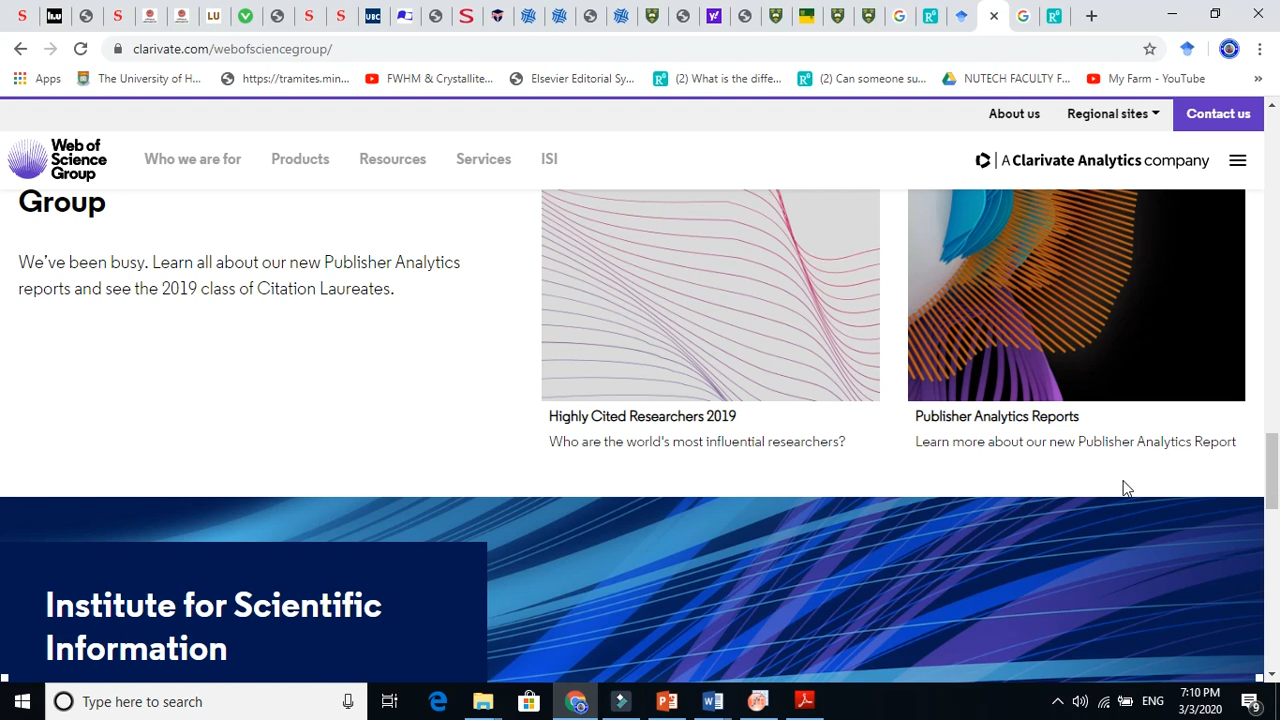 clarivate.com/webofsciencegroup/
Apps
The University of H...
https://tramites.min...
FWHM & Crystallite...
Elsevier Editorial Sy...
(2) What is the diffe...
(2) Can someone su...
NUTECH FACULTY F...
My Farm - YouTube
»
About us
Regional sites
Contact us
Web of
Science
Group
Who we are for
Products
Resources
Services
ISI
A Clarivate Analytics company
Group
We've been busy. Learn all about our new Publisher Analytics
reports and see the 2019 class of Citation Laureates.
Highly Cited Researchers 2019
Who are the world's most influential researchers?
Publisher Analytics Reports
Learn more about our new Publisher Analytics Report
Institute for Scientific
Information
Type here to search
ENG
7:10 PM
3/3/2020
9